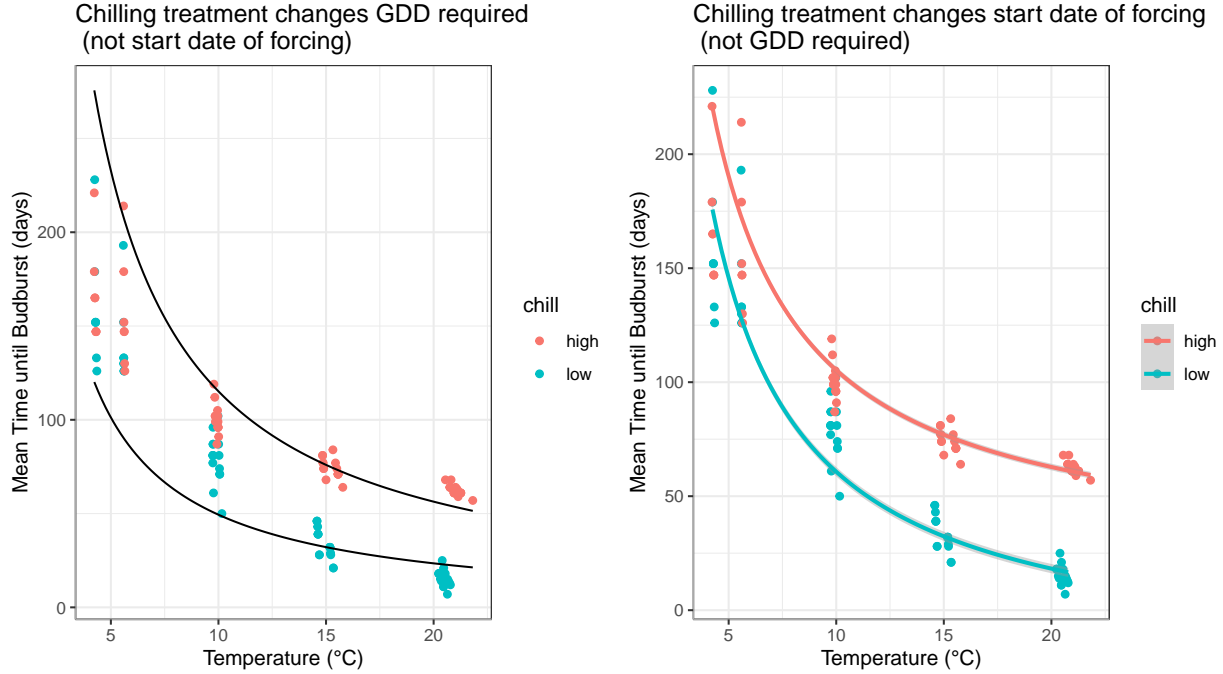 Chilling treatment changes GDD required
(not start date of forcing)
Mean Time until Budburst (days)
200
100
0
5
10
15
20
Temperature (°C)
chill
high
low
Chilling treatment changes start date of forcing
(not GDD required)
Mean Time until Budburst (days)
200
150
100
50
0
5
10
15
20
Temperature (°C)
chill
high
low